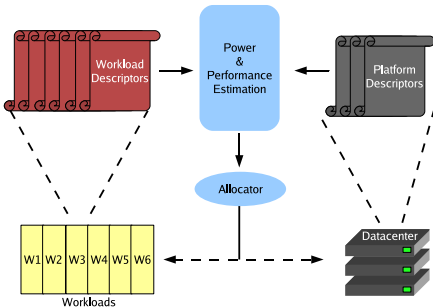 Power
&
Performance
Estimation
Workload
Descriptors
Platform
Descriptors
Allocator
Datacenter
W1 W2 W3 W4 W5 W6
Workloads